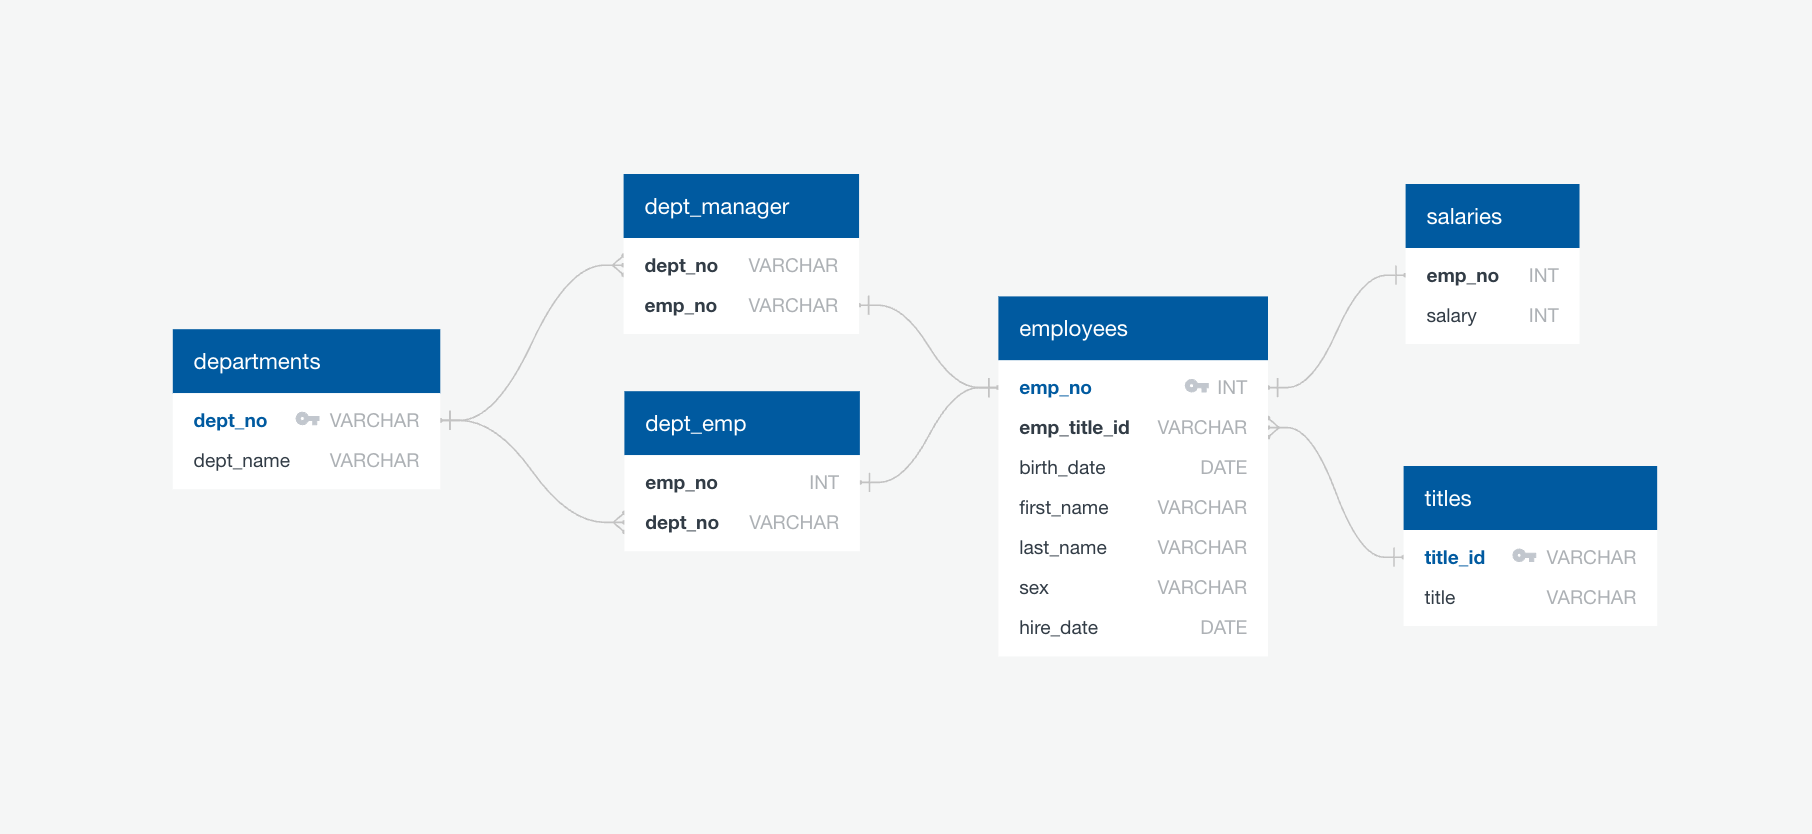 departments
dept_no VARCHAR
dept_name VARCHAR
dept_manager
dept_no VARCHAR
emp_no VARCHAR
dept_emp
emp_no INT
dept_no VARCHAR
employees
emp_no INT
emp_title_id VARCHAR
birth_date DATE
first_name VARCHAR
last_name VARCHAR
sex VARCHAR
hire_date DATE
salaries
emp_no INT
salary INT
titles
title_id VARCHAR
title VARCHAR